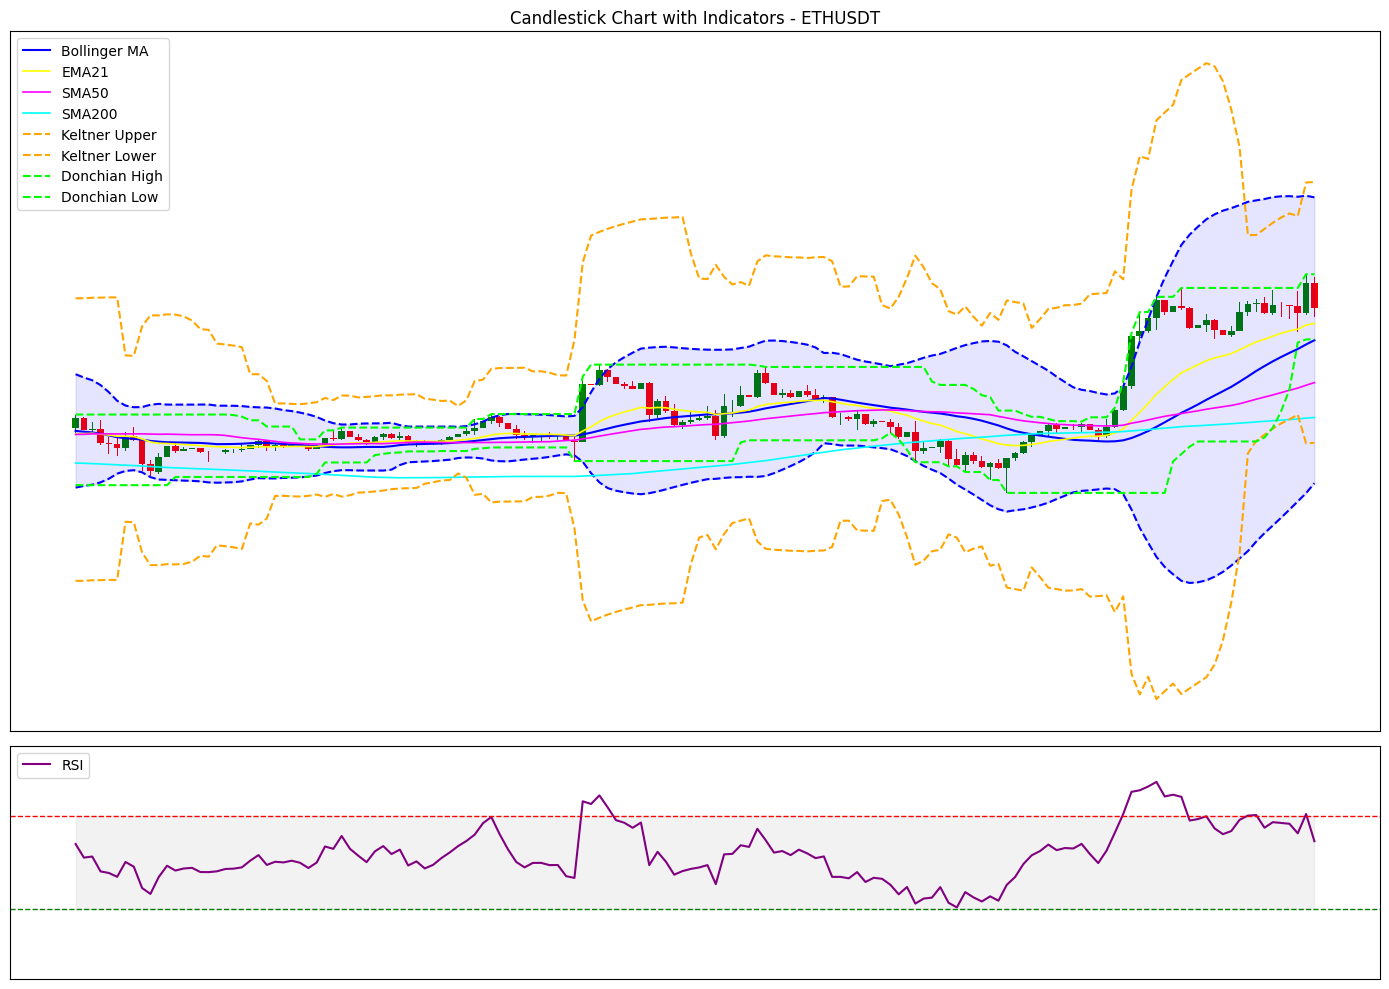 Candlestick Chart with Indicators - ETHUSDT
Bollinger MA
EMA21
SMA50
SMA200
Keltner Upper
Keltner Lower
Donchian High
Donchian Low
RSI